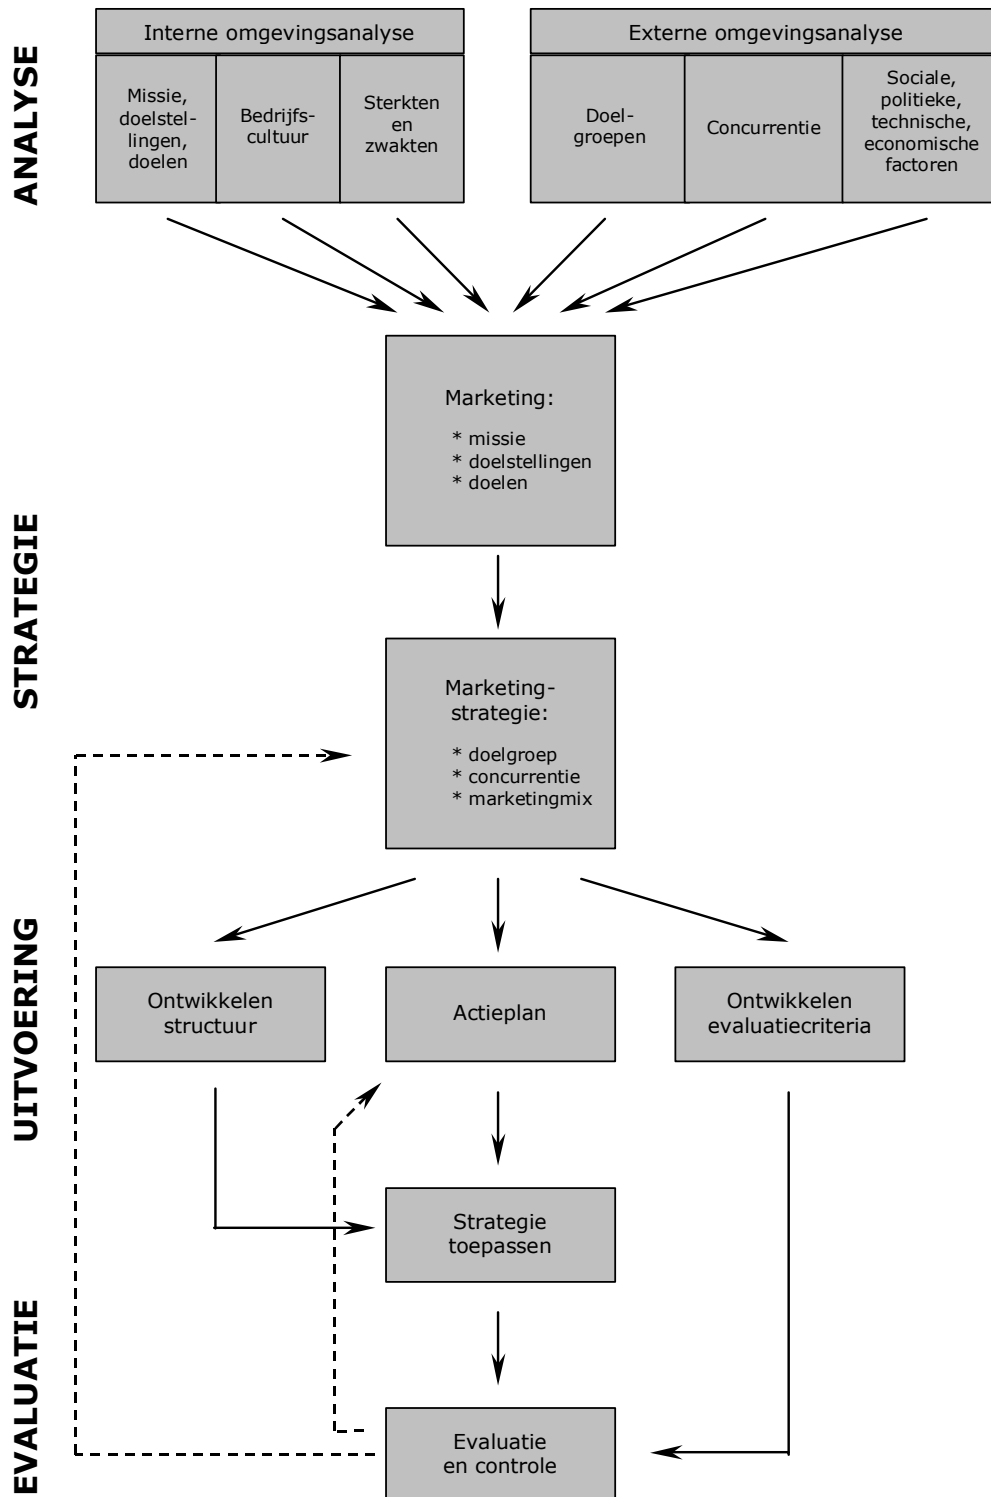 ANALYSE
Interne omgevingsanalyse
Missie,
doelstel-
lingen,
doelen
Bedrijfs-
cultuur
Sterkten
en
zwakten
Externe omgevingsanalyse
Doel-
groepen
Concurrentie
Sociale,
politieke,
technische,
economische
factoren
STRATEGIE
Marketing:
* missie
* doelstellingen
* doelen
Marketing-
strategie:
* doelgroep
* concurrentie
* marketingmix
UITVOERING
Ontwikkelen
structuur
Actieplan
Ontwikkelen
evaluatiecriteria
Strategie
toepassen
EVALUATIE
Evaluatie
en controle